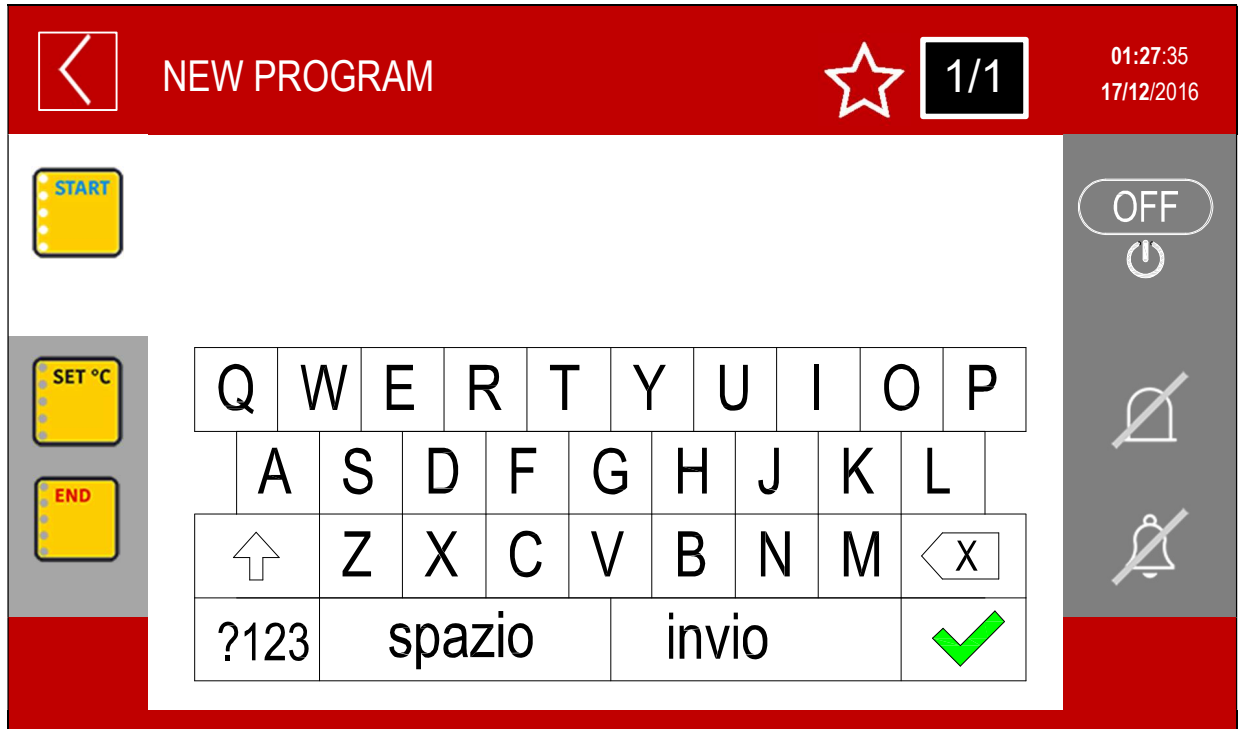 NEW PROGRAM
1/1
01:27:35
17/12/2016
START
OFF
SET °C
END
Q W E R T Y U I O P
A S D F G H J K L
Z X C V B N M X
?123 spazio invio